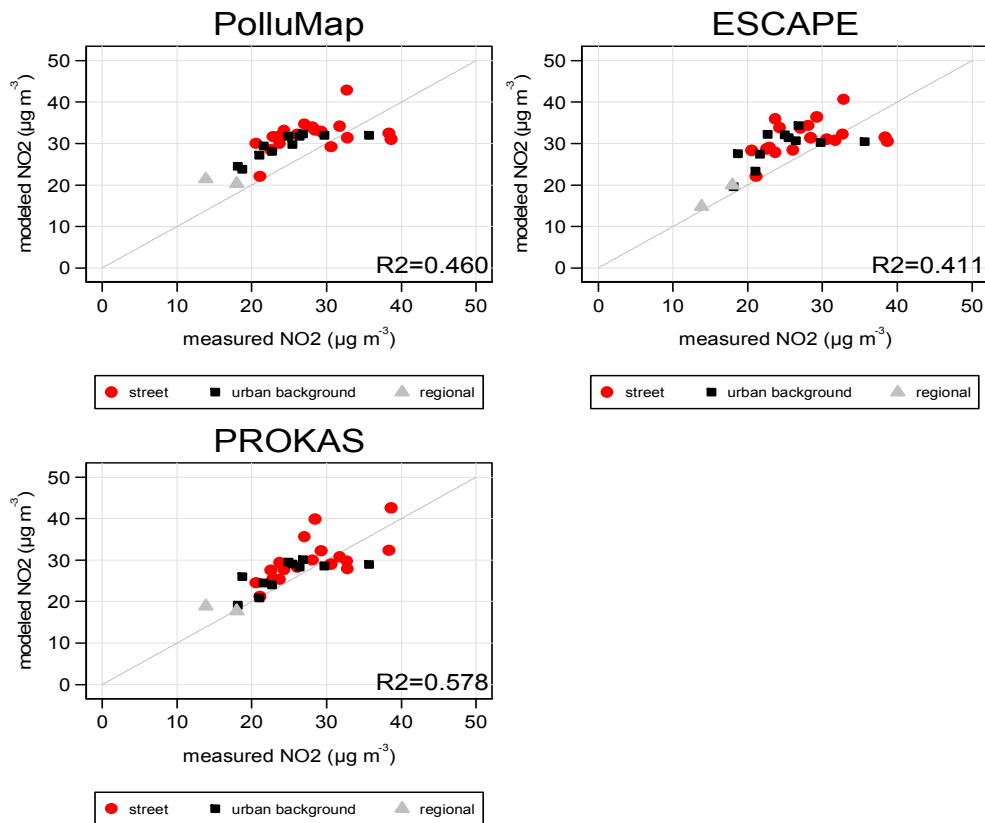 PolluMap
ESCAPE
modeled NO2 (µg m⁻³)
50
40
30
20
10
0
R2=0.460
0 10 20 30 40 50
measured NO2 (µg m⁻³)
street urban background regional
modeled NO2 (µg m⁻³)
50
40
30
20
10
0
R2=0.411
0 10 20 30 40 50
measured NO2 (µg m⁻³)
street urban background regional
PROKAS
modeled NO2 (µg m⁻³)
50
40
30
20
10
0
R2=0.578
0 10 20 30 40 50
measured NO2 (µg m⁻³)
street urban background regional